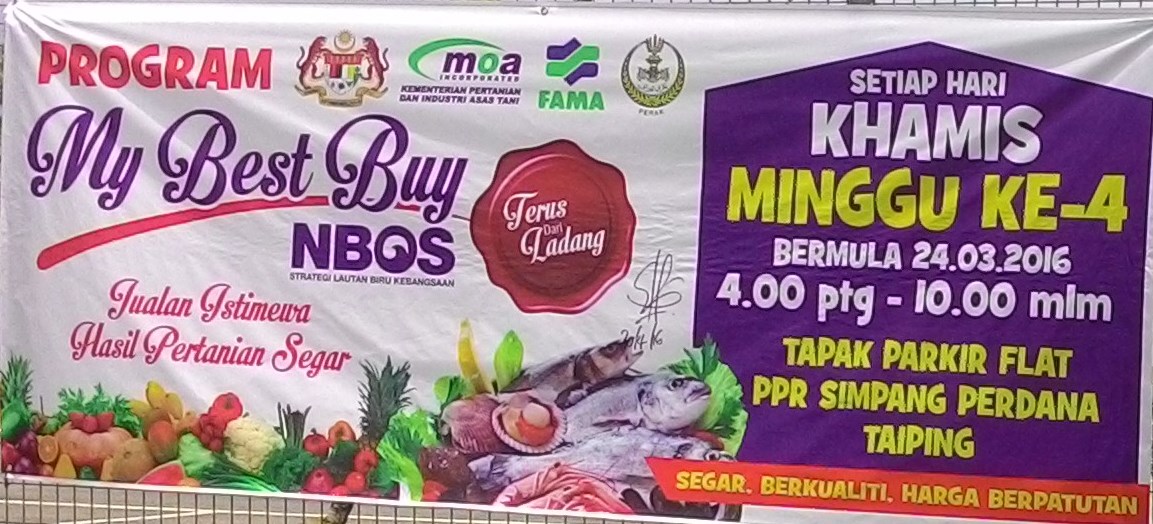 PROGRAM
moa
INCORPORATED
KEMENTERIAN PERTANIAN
DAN INDUSTRI ASAS TANI
FAMA
PERAK
My Best Buy
NBOS
STRATEGI LAUTAN BIRU KEBANGSAAN
Terus
Dari
Ladang
Jualan Istimewa
Hasil Pertanian Segar
SETIAP HARI
KHAMIS
MINGGU KE-4
BERMULA 24.03.2016
4.00 ptg - 10.00 mlm
TAPAK PARKIR FLAT
PPR SIMPANG PERDANA
TAIPING
SEGAR. BERKUALITI. HARGA BERPATUTAN